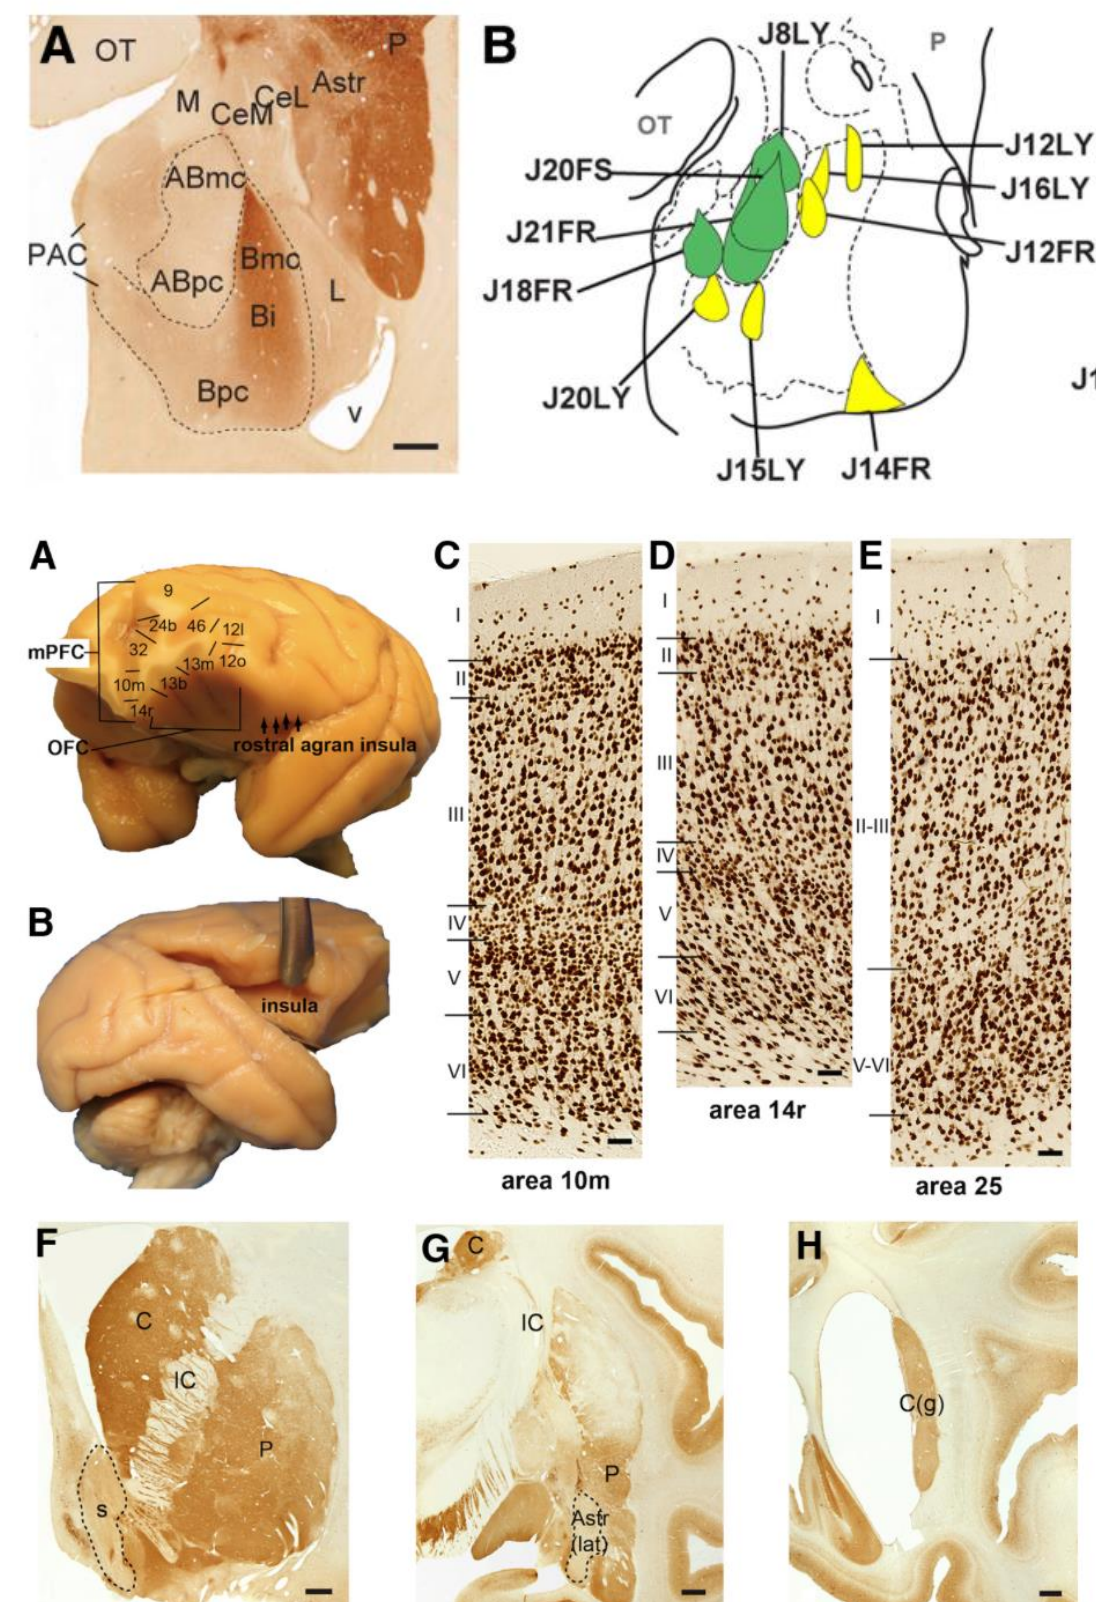 A
OT
P
M
CeM
CeL
Astr
ABmc
PAC
ABpc
Bmc
L
Bi
Bpc
v
B
J8LY
P
OT
J12LY
J20FS
J16LY
J21FR
J12FR
J18FR
J20LY
J1
J15LY
J14FR
A
9
24b
46
12l
mPFC
32
13m
12o
10m
13b
14r
OFC
rostral agran insula
B
insula
C
I
II
III
IV
V
VI
area 10m
D
I
II
III
IV
V
VI
area 14r
E
I
II-III
V-VI
area 25
F
C
IC
P
s
G
C
IC
P
Astr
(lat)
H
C(g)